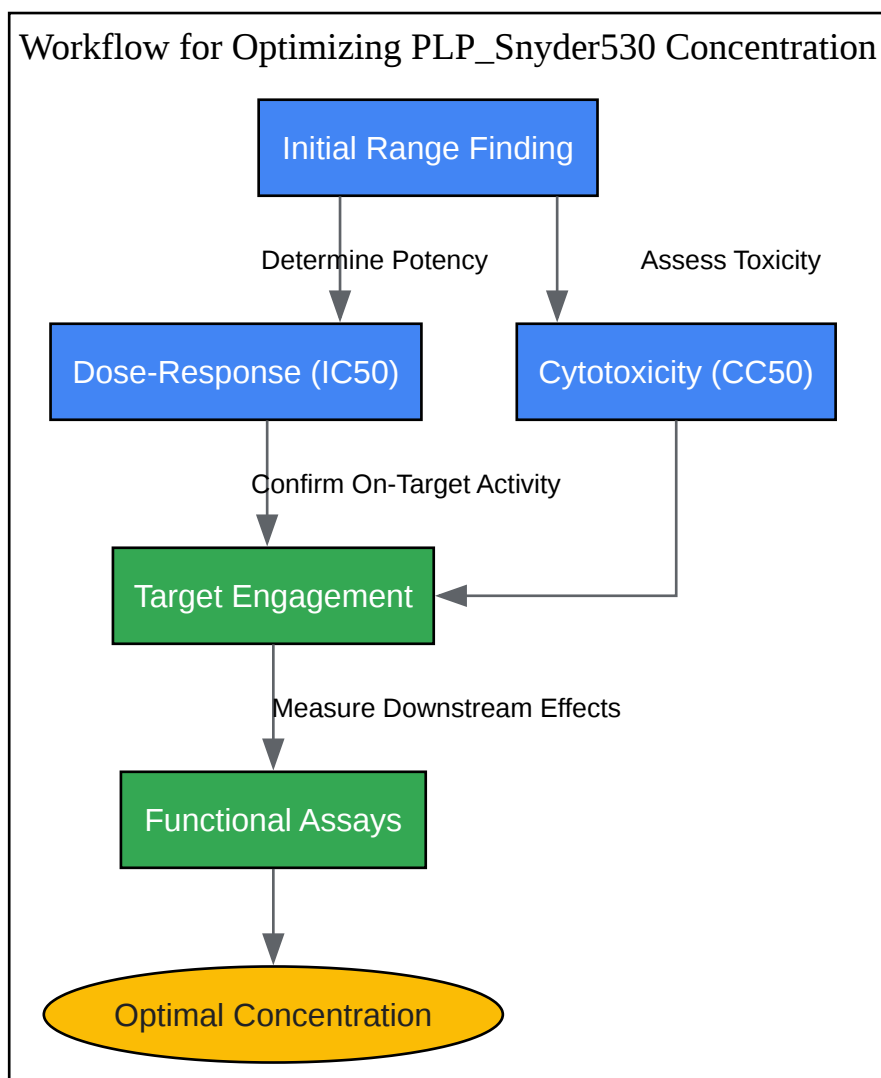 Workflow for Optimizing PLP_Snyder530 Concentration
Initial Range Finding
Determine Potency
Assess Toxicity
Dose-Response (IC50)
Cytotoxicity (CC50)
Confirm On-Target Activity
Target Engagement
Measure Downstream Effects
Functional Assays
Optimal Concentration